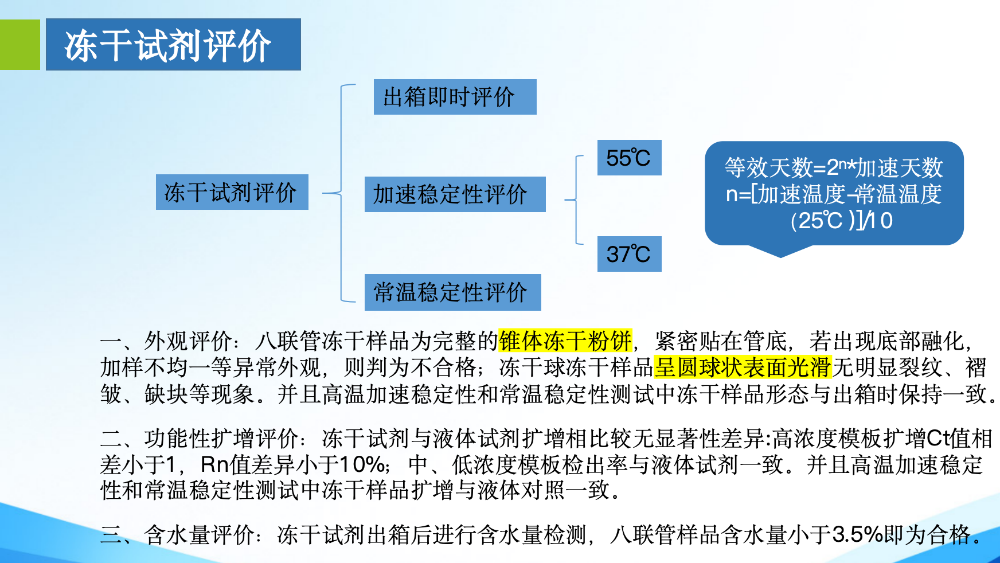 冻干试剂评价
出箱即时评价
55℃
等效天数=2ⁿ*加速天数
n=[加速温度-常温温度
（25℃ )]/10
冻干试剂评价
加速稳定性评价
37℃
常温稳定性评价
一、外观评价：八联管冻干样品为完整的锥体冻干粉饼，紧密贴在管底，若出现底部融化，
加样不均一等异常外观，则判为不合格；冻干球冻干样品呈圆球状表面光滑无明显裂纹、褶
皱、缺块等现象。并且高温加速稳定性和常温稳定性测试中冻干样品形态与出箱时保持一致。
二、功能性扩增评价：冻干试剂与液体试剂扩增相比较无显著性差异:高浓度模板扩增Ct值相
差小于1，Rn值差异小于10%；中、低浓度模板检出率与液体试剂一致。并且高温加速稳定
性和常温稳定性测试中冻干样品扩增与液体对照一致。
三、含水量评价：冻干试剂出箱后进行含水量检测，八联管样品含水量小于3.5%即为合格。